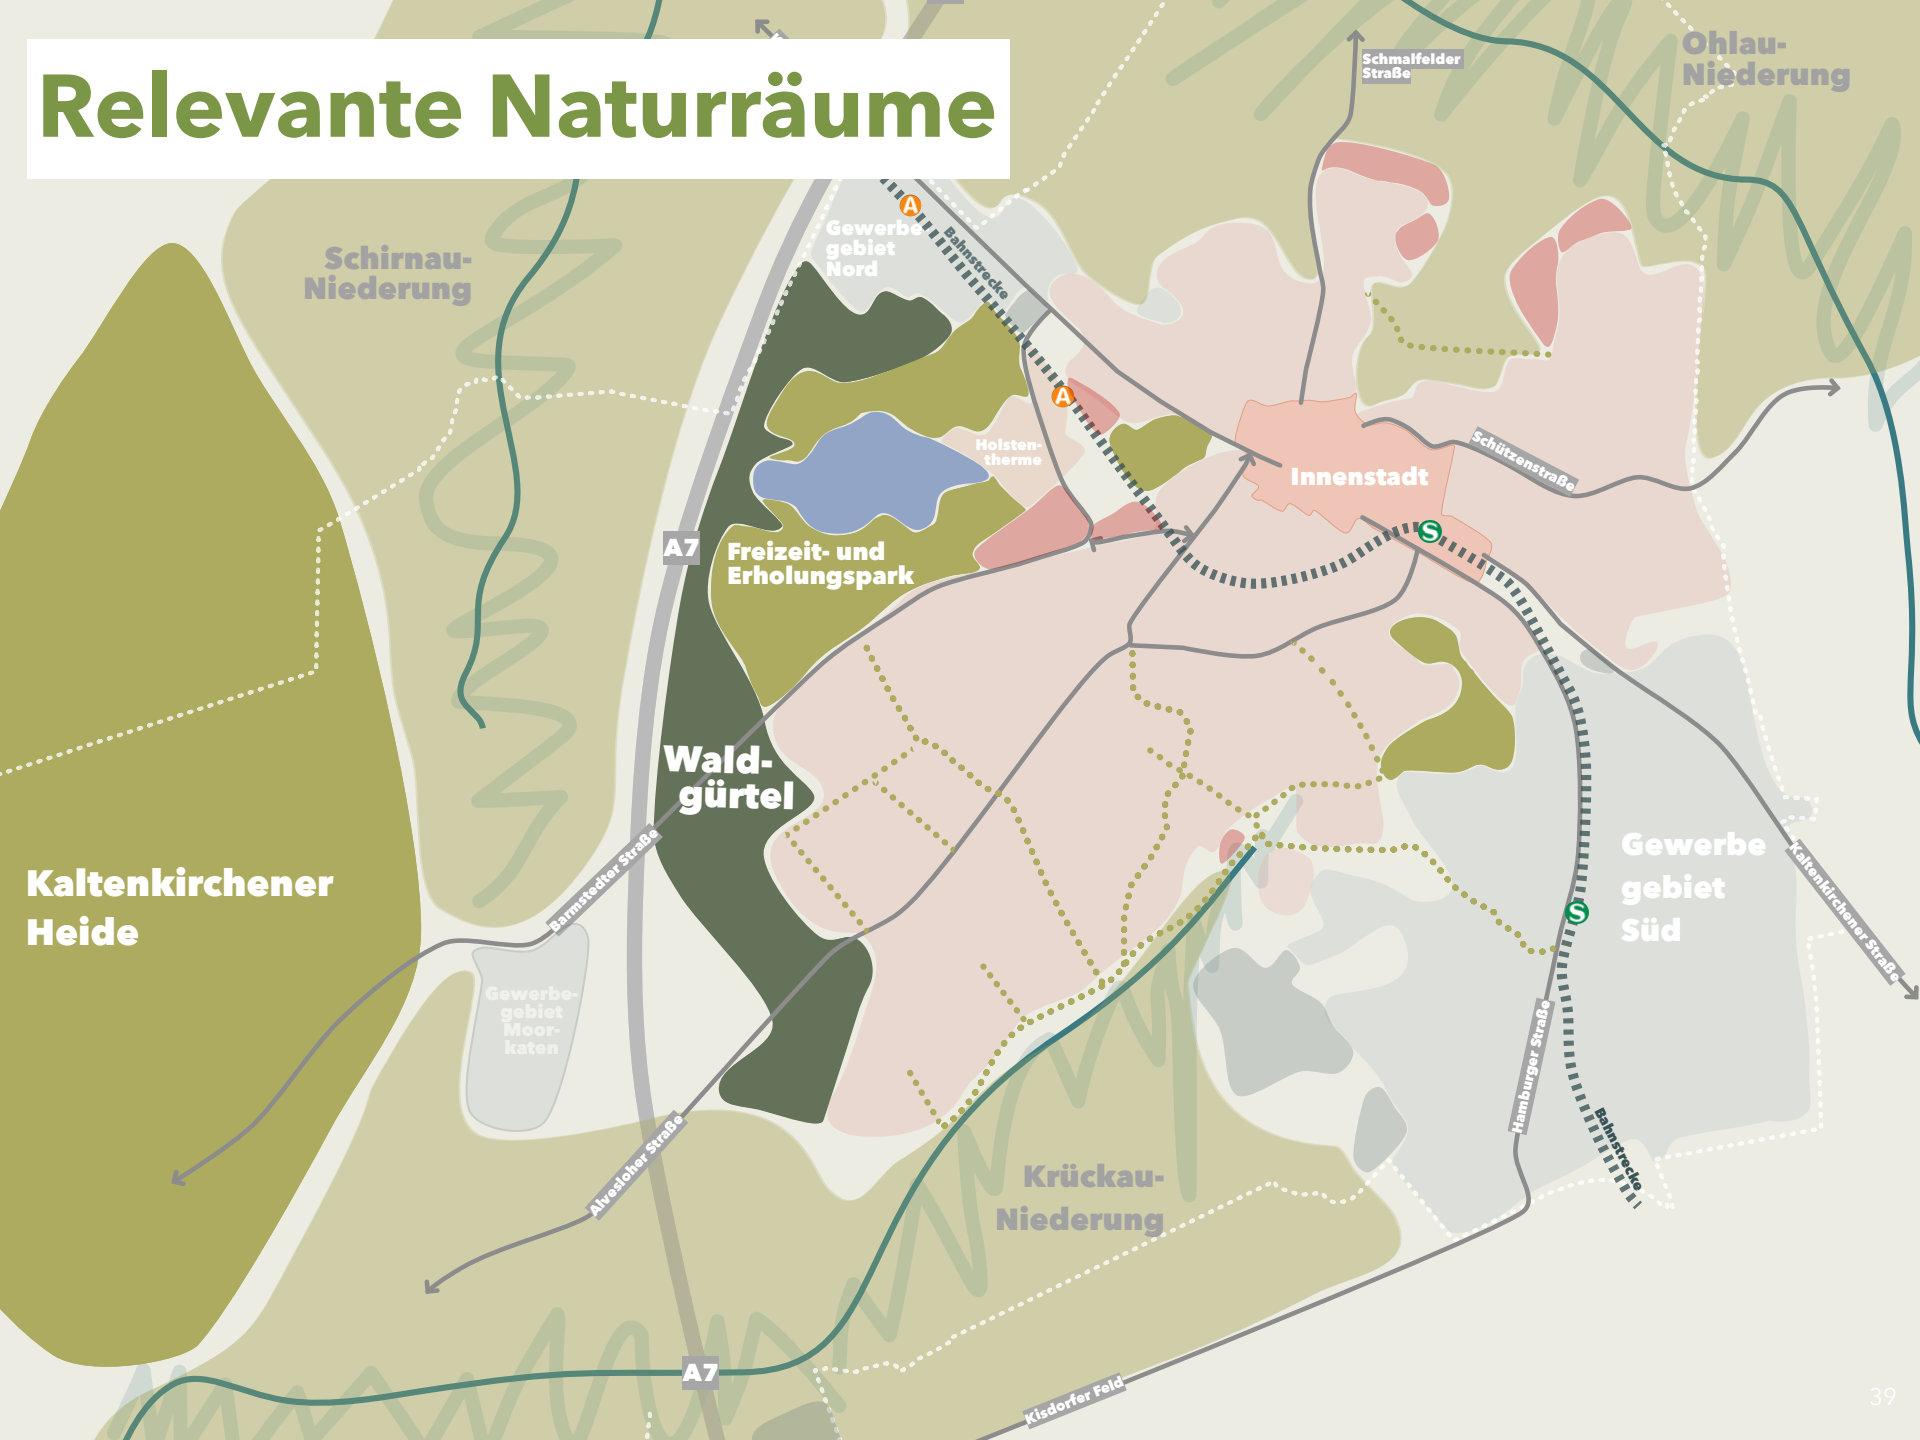 Relevante Naturräume
Schmalfelder
Straße
Ohlau-
Niederung
A
Gewerbe
gebiet
Nord
Bahnstrecke
Schirnau-
Niederung
A
Holsten-
therme
Innenstadt
Schützenstraße
S
A7
Freizeit- und
Erholungspark
Wald-
gürtel
Barmstedter Straße
Kaltenkirchener
Heide
Gewerbe
gebiet
Süd
S
Kaltenkirchener Straße
Gewerbe-
gebiet
Moor-
katen
Hamburger Straße
Bahnstrecke
Alvesloher Straße
Krückau-
Niederung
A7
Kisdorfer Feld
39